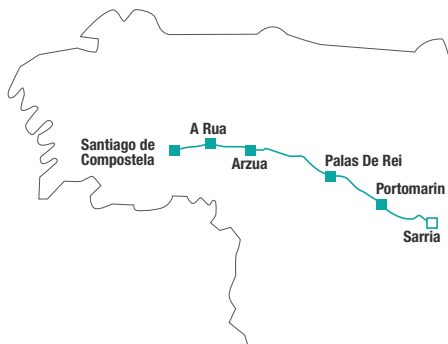 A Rua
Santiago de
Compostela
Arzua
Palas De Rei
Portomarin
Sarria